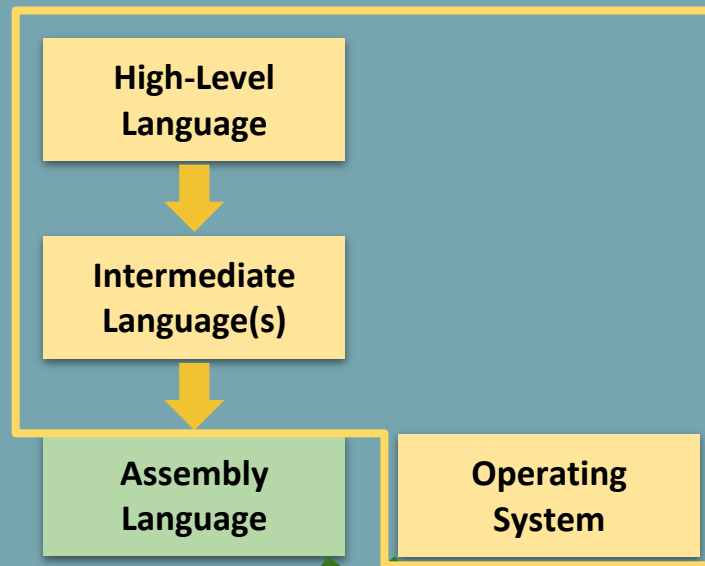 High-Level
Language
Intermediate
Language(s)
Assembly
Language
Operating
System